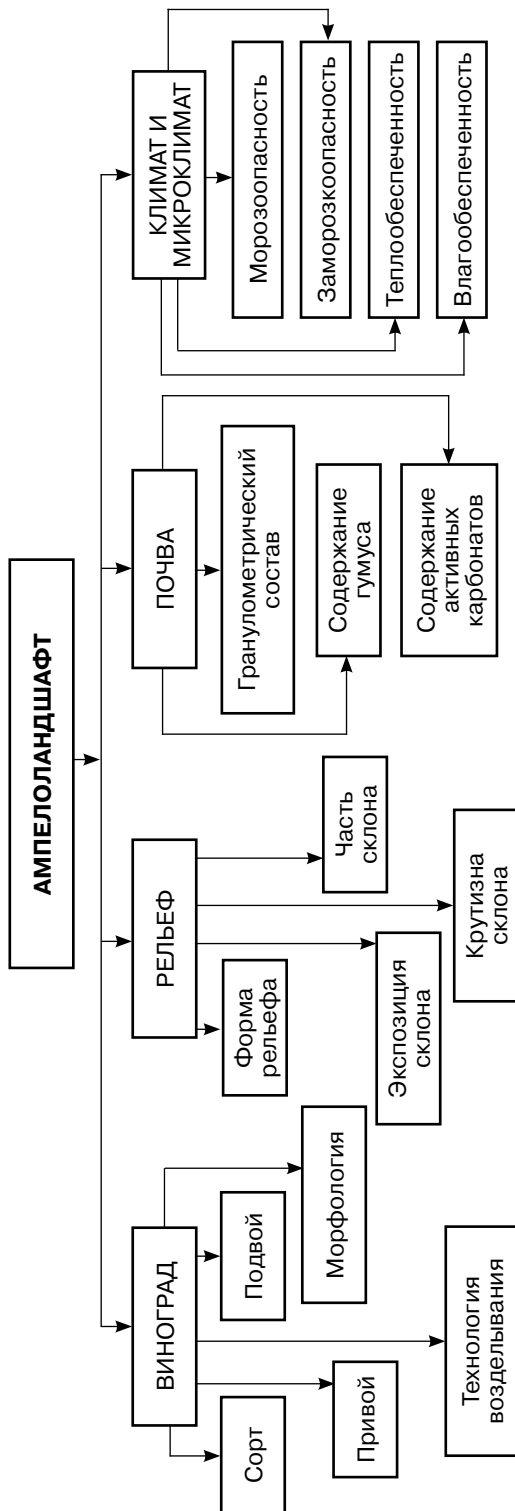 АМПЕЛОЛАНДШАФТ
ВИНОГРАД
Сорт
Привой
Технология
возделывания
Подвой
Морфология
РЕЛЬЕФ
Форма
рельефа
Экспозиция
склона
Крутизна
склона
Часть
склона
ПОЧВА
Гранулометрический
состав
Содержание
гумуса
Содержание
активных
карбонатов
КЛИМАТ И
МИКРОКЛИМАТ
Морозоопасность
Заморозкоопасность
Теплообеспеченность
Влагообеспеченность